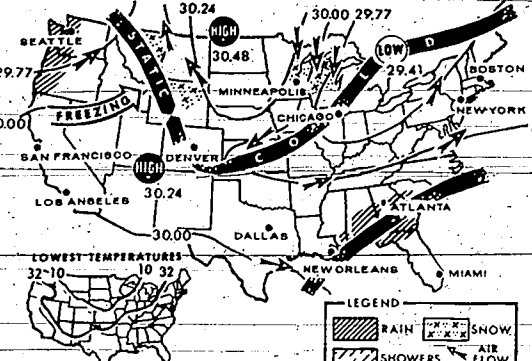 30.24
30.00 29.77
SEATTLE
STATIC
HIGH
30.48
LOW
29.41
COLD
BOSTON
29.77
MINNEAPOLIS
NEW YORK
FREEZING
CHICAGO
SAN FRANCISCO
HIGH
DENVER
30.24
LOS ANGELES
ATLANTA
30.00
DALLAS
LOWEST TEMPERATURES
32 10 10 32
NEW ORLEANS
MIAMI
LEGEND
RAIN
SNOW
SHOWERS
AIR
FLOW